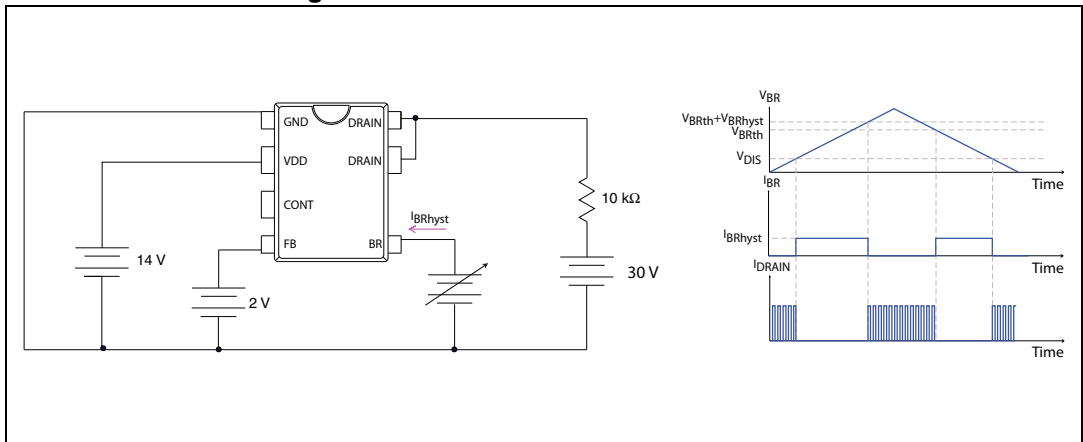 GND
DRAIN
VDD
DRAIN
CONT
FB
BR
IBRhyst
14 V
2 V
10 kΩ
30 V
VBR
VBRth+VBRhyst
VBRth
VDIS
Time
IBR
IBRhyst
Time
IDRAIN
Time